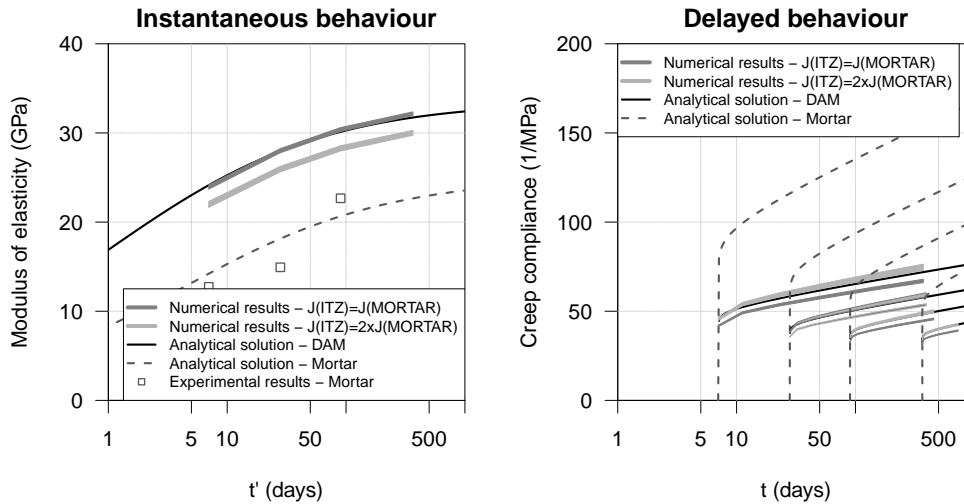 Instantaneous behaviour
Modulus of elasticity (GPa)
40
30
20
10
0
Numerical results – J(ITZ)=J(MORTAR)
Numerical results – J(ITZ)=2xJ(MORTAR)
Analytical solution – DAM
Analytical solution – Mortar
Experimental results – Mortar
1 5 10 50 500
t' (days)
Delayed behaviour
Creep compliance (1/MPa)
200
150
100
50
0
Numerical results – J(ITZ)=J(MORTAR)
Numerical results – J(ITZ)=2xJ(MORTAR)
Analytical solution – DAM
Analytical solution – Mortar
1 5 10 50 500
t (days)